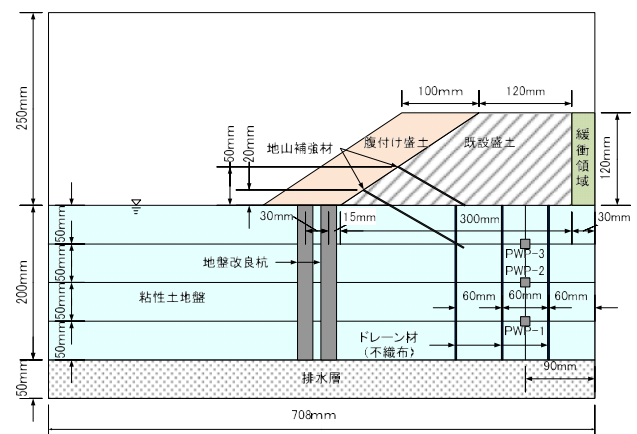 100mm
120mm
250mm
50mm
20mm
地山補強材
腹付け盛土
既設盛土
緩衝領域
120mm
30mm
15mm
300mm
30mm
50mm
50mm
50mm
50mm
200mm
地盤改良杭
粘性土地盤
PWP-3
PWP-2
60mm
60mm
60mm
PWP-1
ドレーン材
(不織布)
90mm
排水層
50mm
708mm